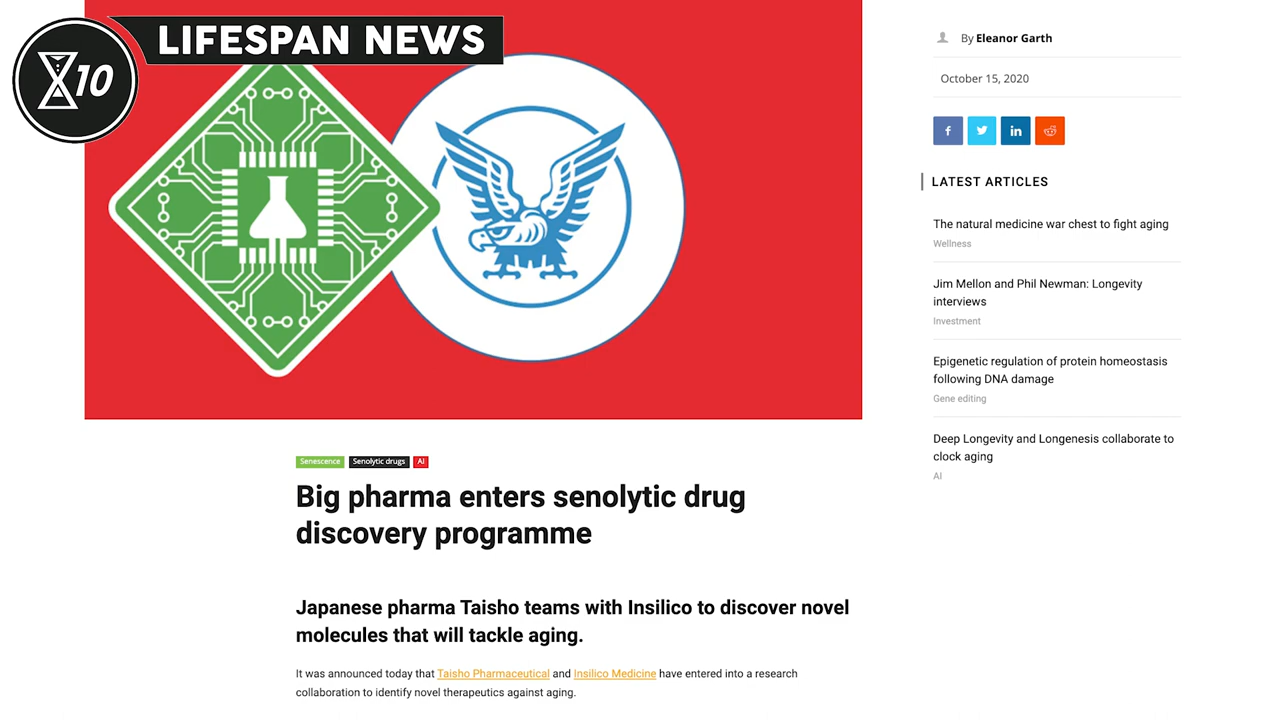 LIFESPAN NEWS
X10
By Eleanor Garth
October 15, 2020
LATEST ARTICLES
The natural medicine war chest to fight aging
Wellness
Jim Mellon and Phil Newman: Longevity
interviews
Investment
Epigenetic regulation of protein homeostasis
following DNA damage
Gene editing
Deep Longevity and Longenesis collaborate to
clock aging
AI
Senescence Senolytic drugs AI
Big pharma enters senolytic drug
discovery programme
Japanese pharma Taisho teams with Insilico to discover novel
molecules that will tackle aging.
It was announced today that Taisho Pharmaceutical and Insilico Medicine have entered into a research
collaboration to identify novel therapeutics against aging.